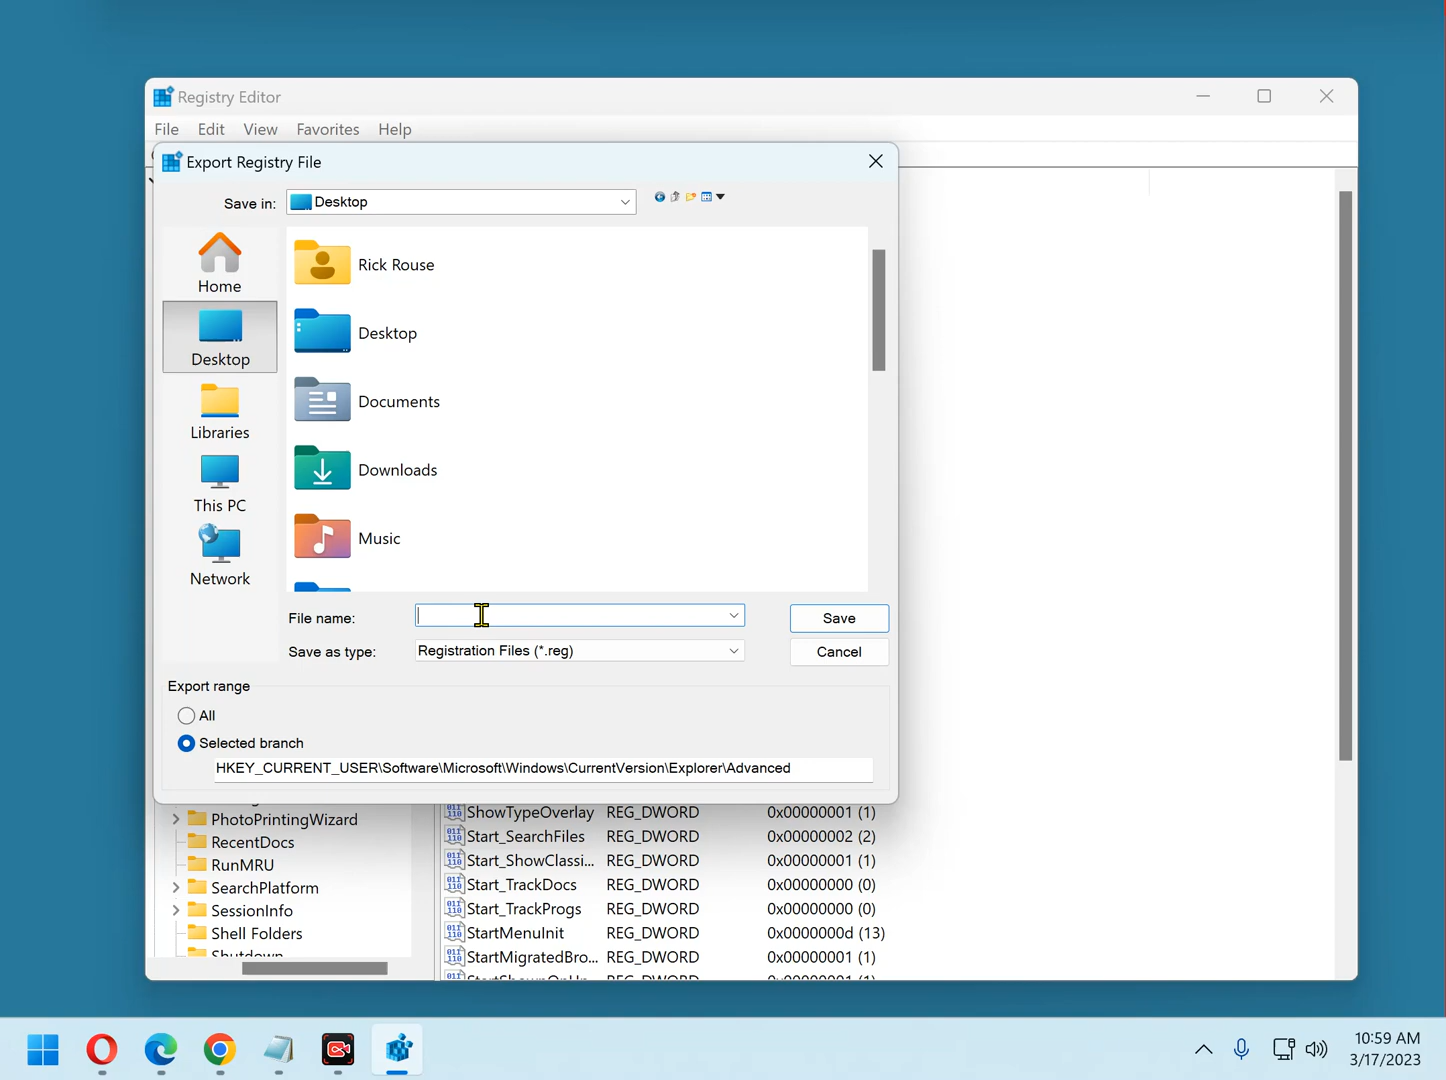 Registry Editor
File Edit View Favorites Help
Export Registry File
Save in: Desktop
Home
Desktop
Libraries
This PC
Network
Rick Rouse
Desktop
Documents
Downloads
Music
File name:
Save
Save as type: Registration Files (*.reg)
Cancel
Export range
All
Selected branch
HKEY_CURRENT_USER\Software\Microsoft\Windows\CurrentVersion\Explorer\Advanced
PhotoPrintingWizard
RecentDocs
RunMRU
SearchPlatform
SessionInfo
Shell Folders
Shutdown
ShowTypeOverlay REG_DWORD 0x00000001 (1)
Start_SearchFiles REG_DWORD 0x00000002 (2)
Start_ShowClassi... REG_DWORD 0x00000001 (1)
Start_TrackDocs REG_DWORD 0x00000000 (0)
Start_TrackProgs REG_DWORD 0x00000000 (0)
StartMenuInit REG_DWORD 0x0000000d (13)
StartMigratedBro... REG_DWORD 0x00000001 (1)
10:59 AM
3/17/2023